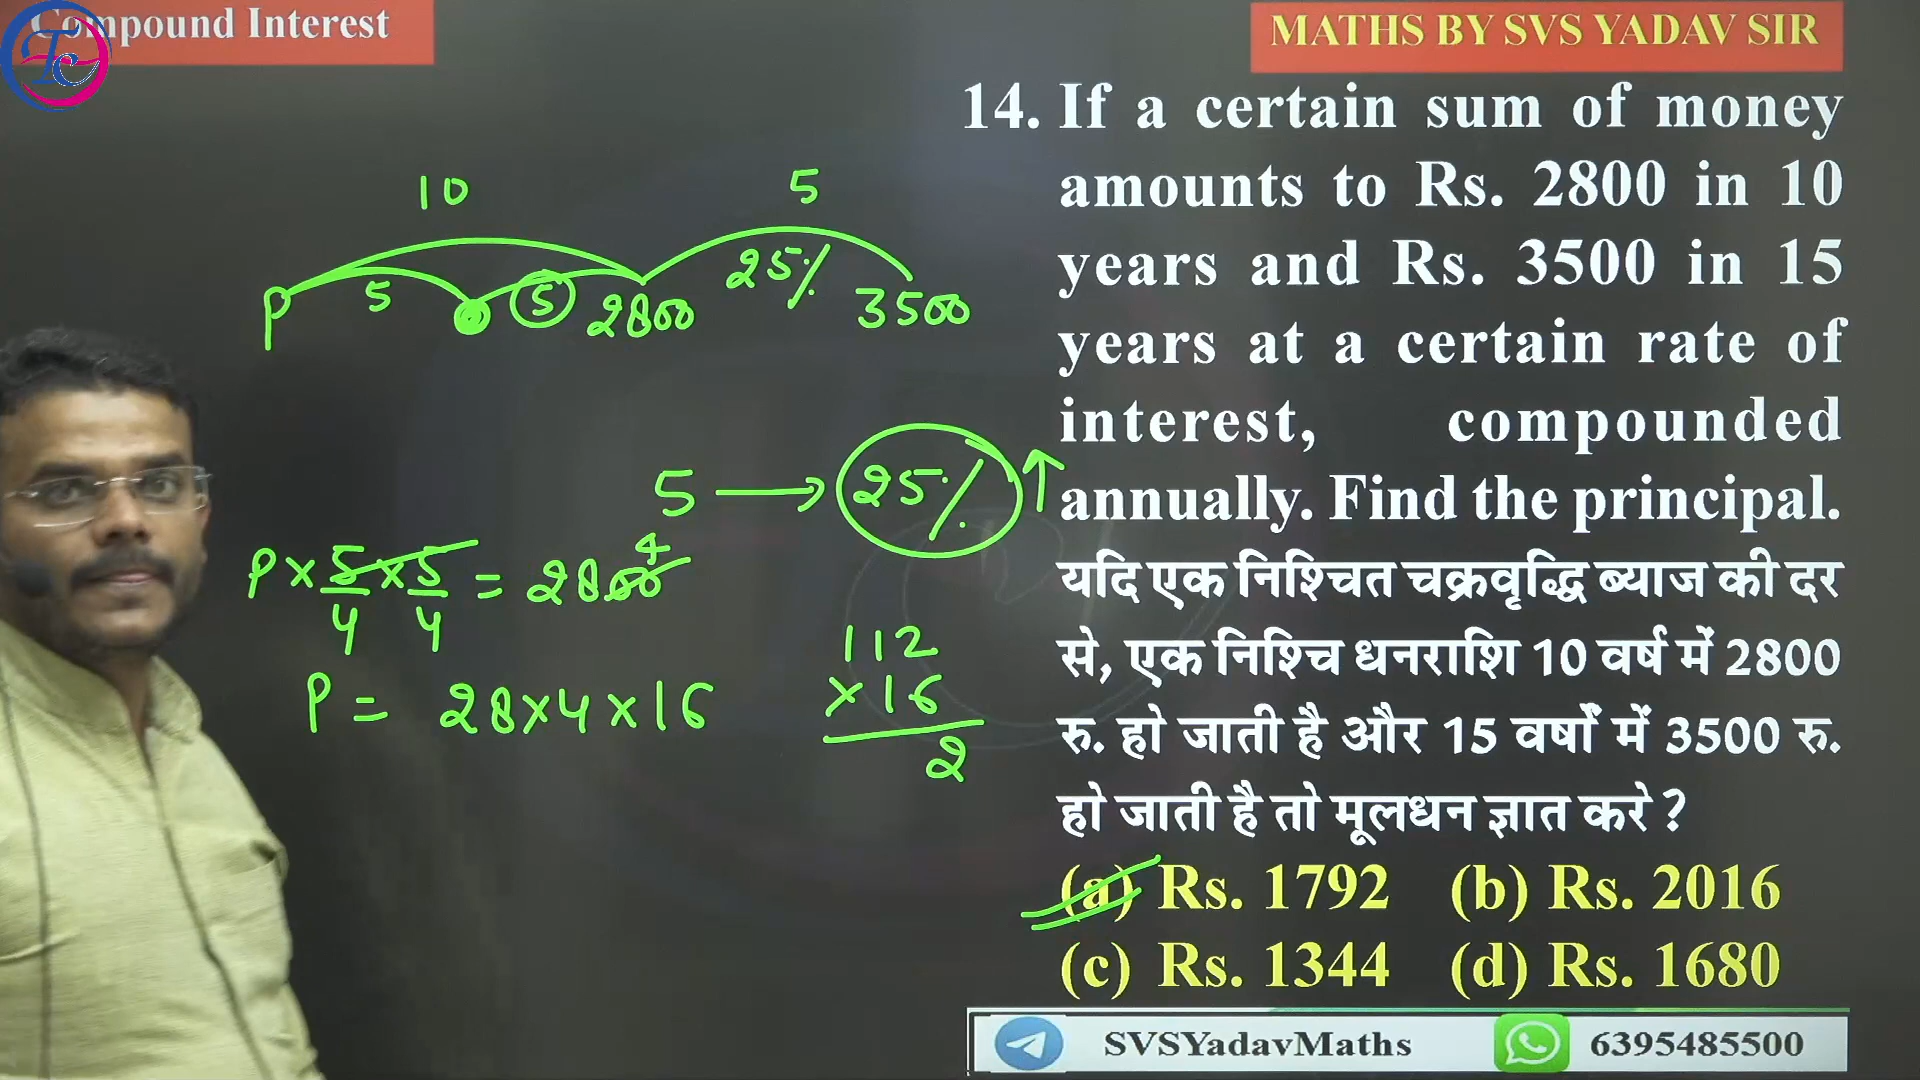 Compound Interest
Tc
MATHS BY SVS YADAV SIR
14. If a certain sum of money
amounts to Rs. 2800 in 10
years and Rs. 3500 in 15
years at a certain rate of
interest, compounded
annually. Find the principal.
यदि एक निश्चित चक्रवृद्धि ब्याज की दर
से, एक निश्चि धनराशि 10 वर्ष में 2800
रु. हो जाती है और 15 वर्षों में 3500 रु.
हो जाती है तो मूलधन ज्ञात करे ?
(a) Rs. 1792 (b) Rs. 2016
(c) Rs. 1344 (d) Rs. 1680
SVSYadavMaths 6395485500
10 5
P 5 5 2800 25% 3500
5 → 25% ↑
P × 5/4 × 5/4 = 2800 4
P = 28×4×16
112
×16
2